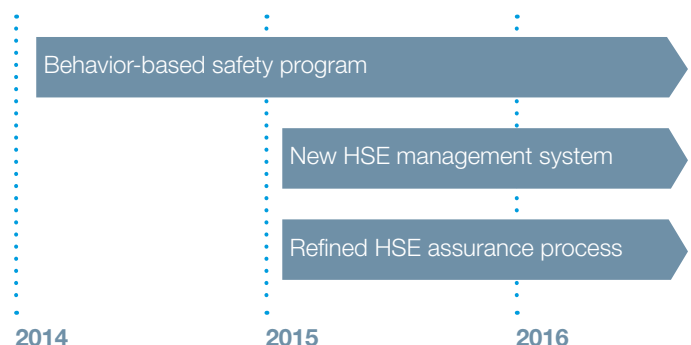 Behavior-based safety program
New HSE management system
Refined HSE assurance process
2014 2015 2016